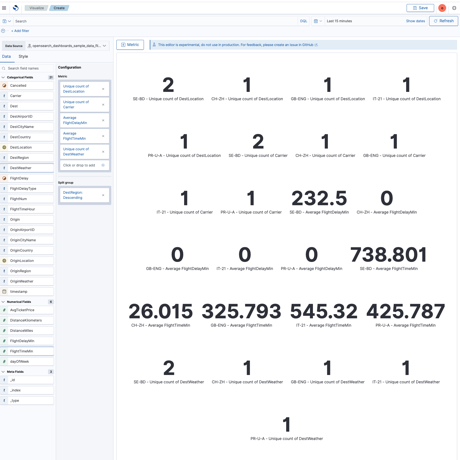 Visualize Create
Save
Search
DQL
Last 15 minutes
Show dates
Refresh
+ Add filter
Data Source
opensearch_dashboards_sample_data_fl...
Data Style
Search field names
Categorical Fields
Cancelled
Carrier
Dest
DestAirportID
DestCityName
DestCountry
DestLocation
DestRegion
DestWeather
FlightDelay
FlightDelayType
FlightNum
FlightTimeHour
Origin
OriginAirportID
OriginCityName
OriginCountry
OriginLocation
OriginRegion
OriginWeather
timestamp
Numerical Fields
AvgTicketPrice
DistanceKilometers
DistanceMiles
FlightDelayMin
FlightTimeMin
dayOfWeek
Meta Fields
_id
_index
_type
Configuration
Metric
Unique count of
DestLocation
Unique count of
Carrier
Average
FlightDelayMin
Average
FlightTimeMin
Unique count of
DestWeather
Click or drop to add
Split group
DestRegion:
Descending
Metric
This editor is experimental, do not use in production. For feedback, please create an issue in GitHub
2 1 1 1
SE-BD - Unique count of DestLocation CH-ZH - Unique count of DestLocation GB-ENG - Unique count of DestLocation IT-21 - Unique count of DestLocation
1 2 1 1
PR-U-A - Unique count of DestLocation SE-BD - Unique count of Carrier CH-ZH - Unique count of Carrier GB-ENG - Unique count of Carrier
1 1 232.5 0
IT-21 - Unique count of Carrier PR-U-A - Unique count of Carrier SE-BD - Average FlightDelayMin CH-ZH - Average FlightDelayMin
0 0 0 738.801
GB-ENG - Average FlightDelayMin IT-21 - Average FlightDelayMin PR-U-A - Average FlightDelayMin SE-BD - Average FlightTimeMin
26.015 325.793 545.32 425.787
CH-ZH - Average FlightTimeMin GB-ENG - Average FlightTimeMin IT-21 - Average FlightTimeMin PR-U-A - Average FlightTimeMin
2 1 1 1
SE-BD - Unique count of DestWeather CH-ZH - Unique count of DestWeather GB-ENG - Unique count of DestWeather IT-21 - Unique count of DestWeather
1
PR-U-A - Unique count of DestWeather